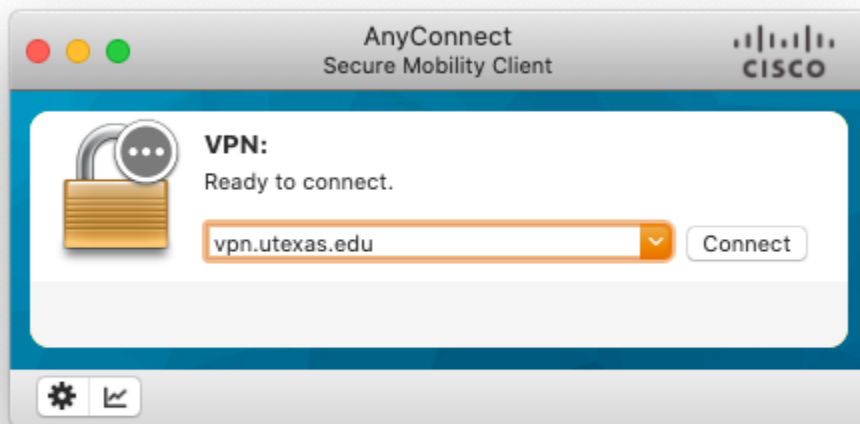 AnyConnect
Secure Mobility Client
CISCO
VPN:
Ready to connect.
vpn.utexas.edu
Connect